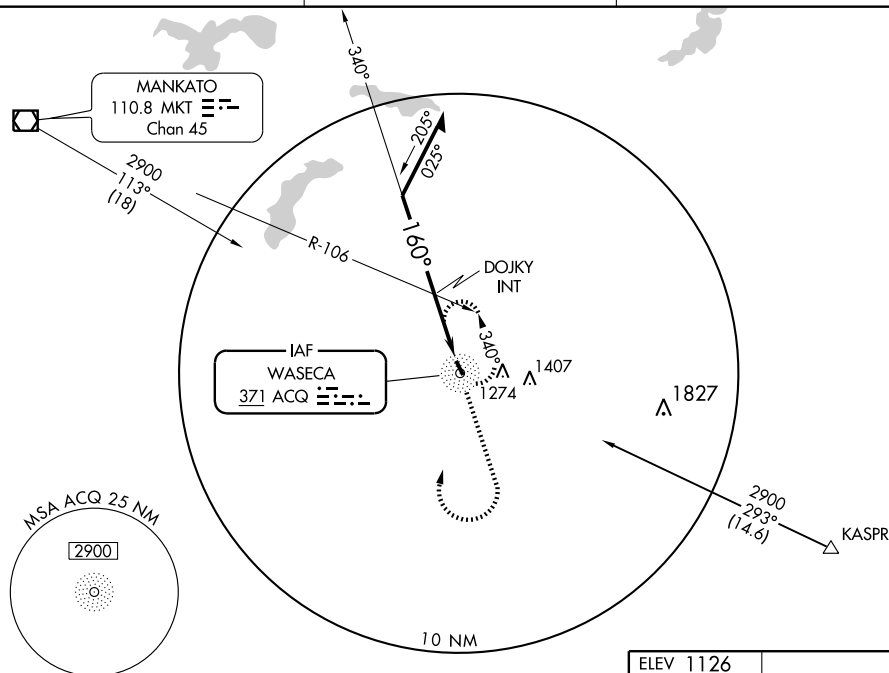 340°
MANKATO
110.8 MKT
Chan 45
205°
025°
2900
113°
(18)
R-106
160°
DOJKY
INT
340°
IAF
WASECA
371 ACQ
1274
1407
1827
2900
293°
(14.6)
KASPR
MSA ACQ 25 NM
2900
10 NM
ELEV 1126